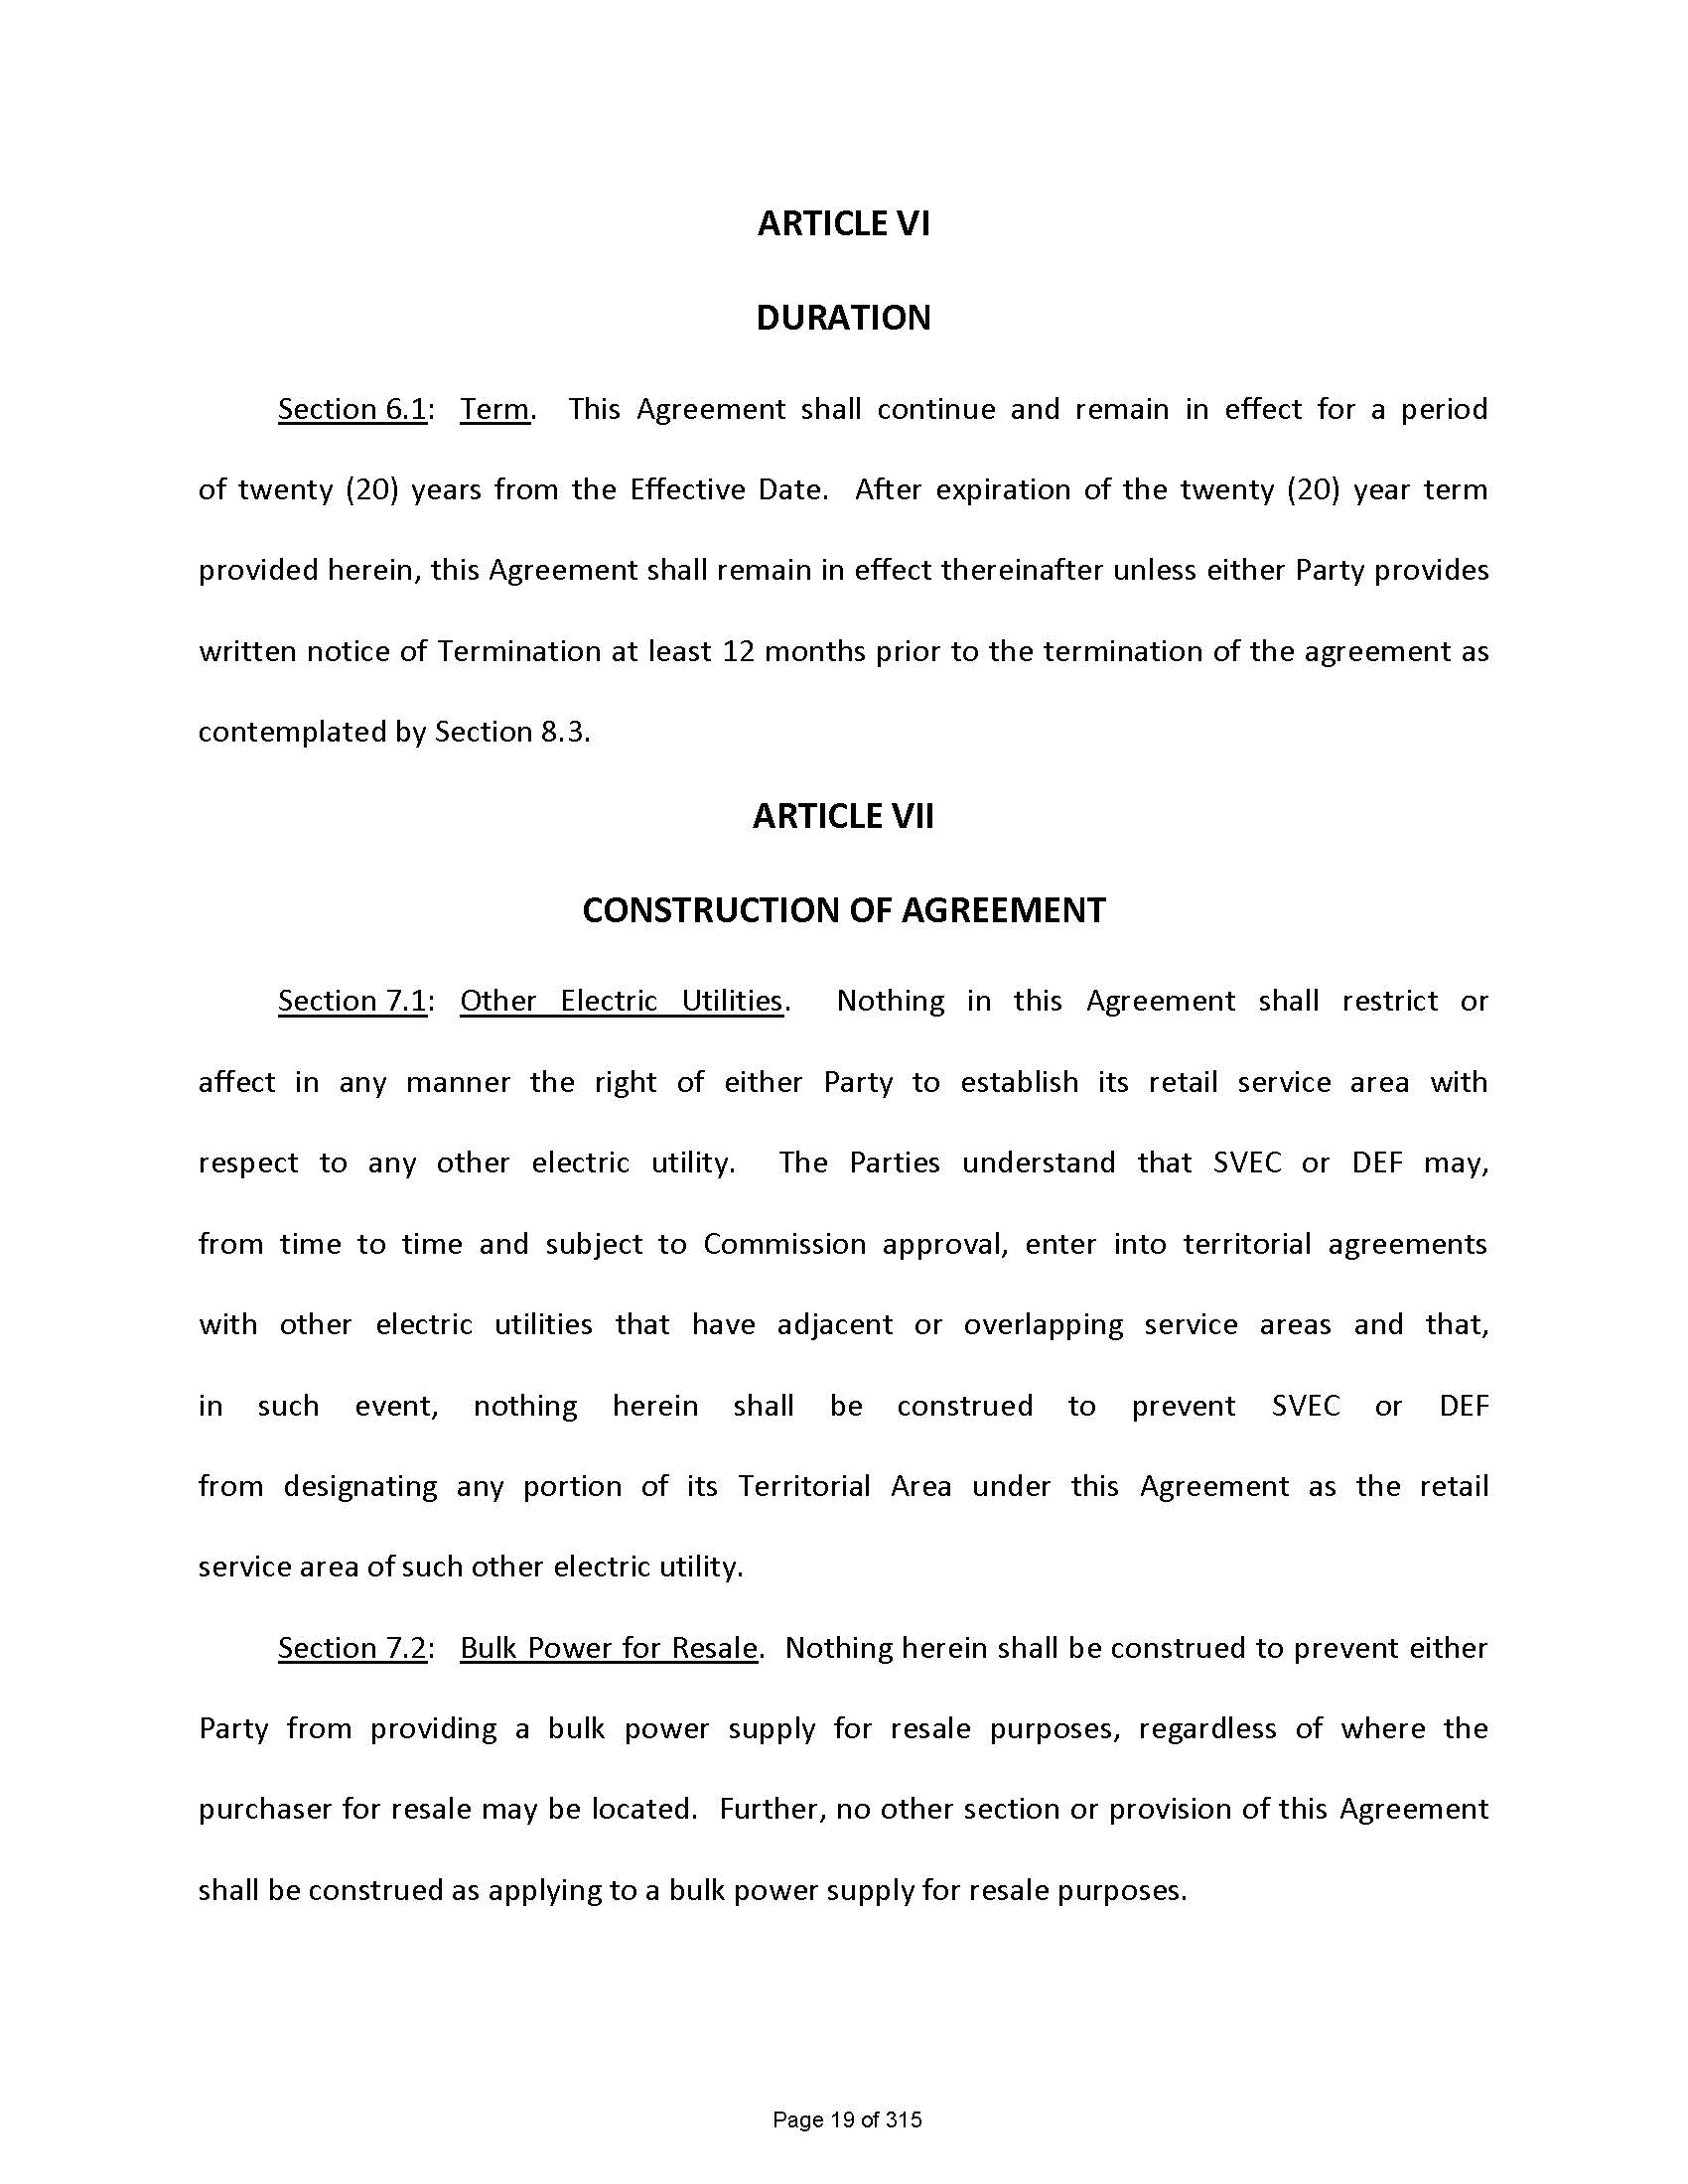 ARTICLE VI
DURATION
Section 6.1: Term. This Agreement shall continue and remain in effect for a period
of twenty (20) years from the Effective Date. After expiration of the twenty (20) year term
provided herein, this Agreement shall remain in effect thereinafter unless either Party provides
written notice of Termination at least 12 months prior to the termination of the agreement as
contemplated by Section 8.3.
ARTICLE VII
CONSTRUCTION OF AGREEMENT
Section 7.1: Other Electric Utilities. Nothing in this Agreement shall restrict or
affect in any manner the right of either Party to establish its retail service area with
respect to any other electric utility. The Parties understand that SVEC or DEF may,
from time to time and subject to Commission approval, enter into territorial agreements
with other electric utilities that have adjacent or overlapping service areas and that,
in such event, nothing herein shall be construed to prevent SVEC or DEF
from designating any portion of its Territorial Area under this Agreement as the retail
service area of such other electric utility.
Section 7.2: Bulk Power for Resale. Nothing herein shall be construed to prevent either
Party from providing a bulk power supply for resale purposes, regardless of where the
purchaser for resale may be located. Further, no other section or provision of this Agreement
shall be construed as applying to a bulk power supply for resale purposes.
Page 19 of 315